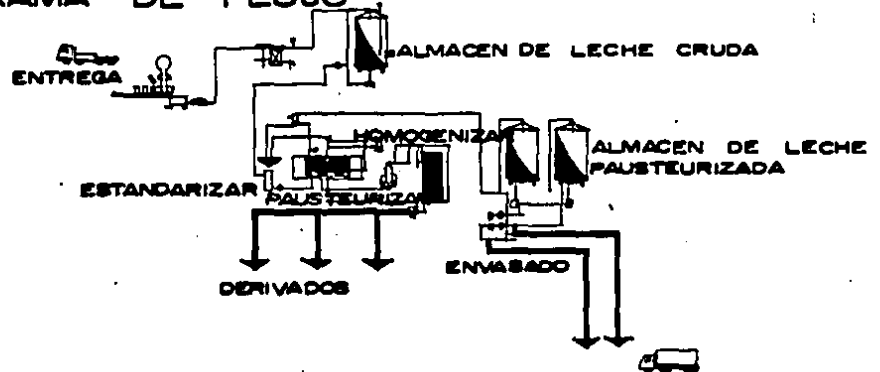 DE FLUJO
ALMACEN DE LECHE CRUDA
ENTREGA
HOMOGENIZAR
ALMACEN DE LECHE
PAUSTEURIZADA
ESTANDARIZAR
PAUSTEURIZAR
ENVASADO
DERIVADOS